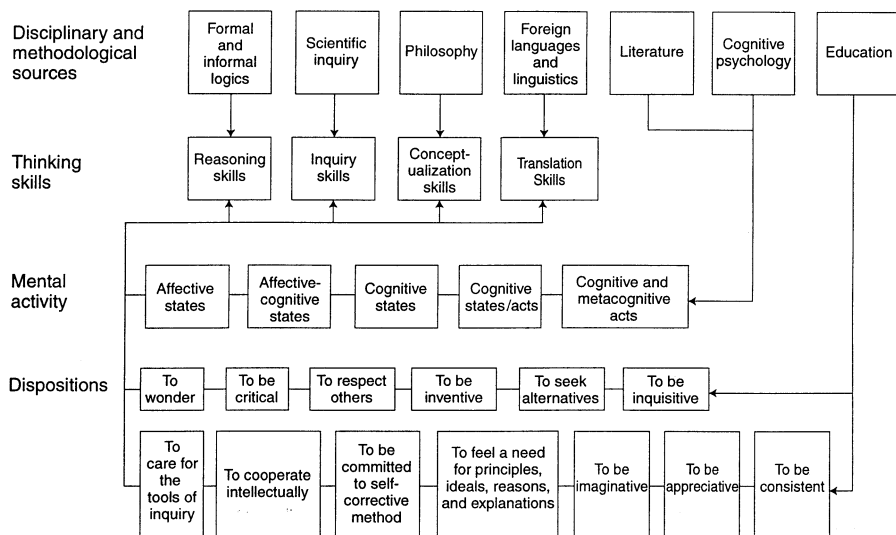 Disciplinary and
methodological
sources
Formal
and
informal
logics
Scientific
inquiry
Philosophy
Foreign
languages
and
linguistics
Literature
Cognitive
psychology
Education
Thinking
skills
Reasoning
skills
Inquiry
skills
Concept-
ualization
skills
Translation
Skills
Mental
activity
Affective
states
Affective-
cognitive
states
Cognitive
states
Cognitive
states/acts
Cognitive and
metacognitive
acts
Dispositions
To
wonder
To be
critical
To respect
others
To be
inventive
To seek
alternatives
To be
inquisitive
To
care for
the
tools of
inquiry
To cooperate
intellectually
To be
committed
to self-
corrective
method
To feel a need
for principles,
ideals, reasons,
and explanations
To be
imaginative
To be
appreciative
To be
consistent